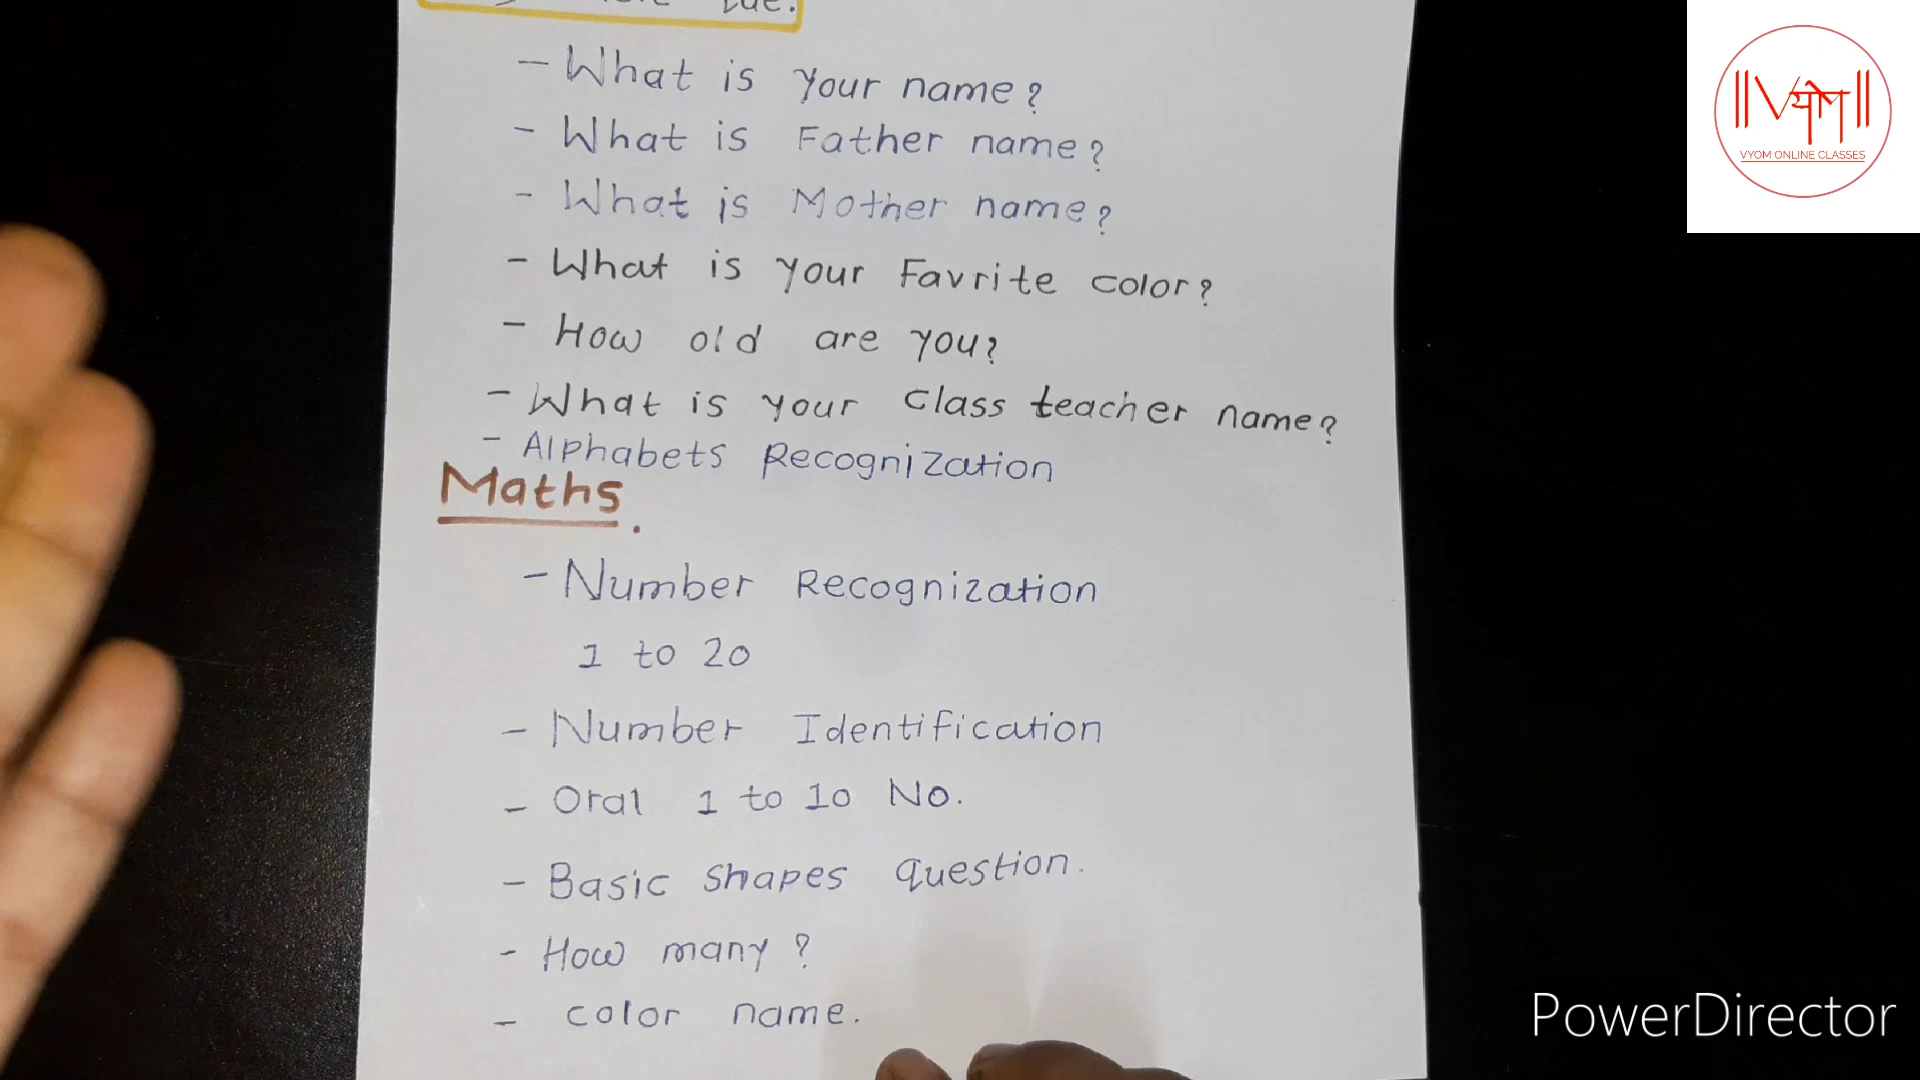 - What is your name?
- What is Father name?
- What is Mother name?
- What is your Favrite color?
- How old are you?
- What is your class teacher name?
- Alphabets Recognization
Maths.
- Number Recognization
1 to 20
- Number Identification
- Oral 1 to 10 No.
- Basic shapes question.
- How many?
- color name.
||Vयोम||
VYOM ONLINE CLASSES
PowerDirector